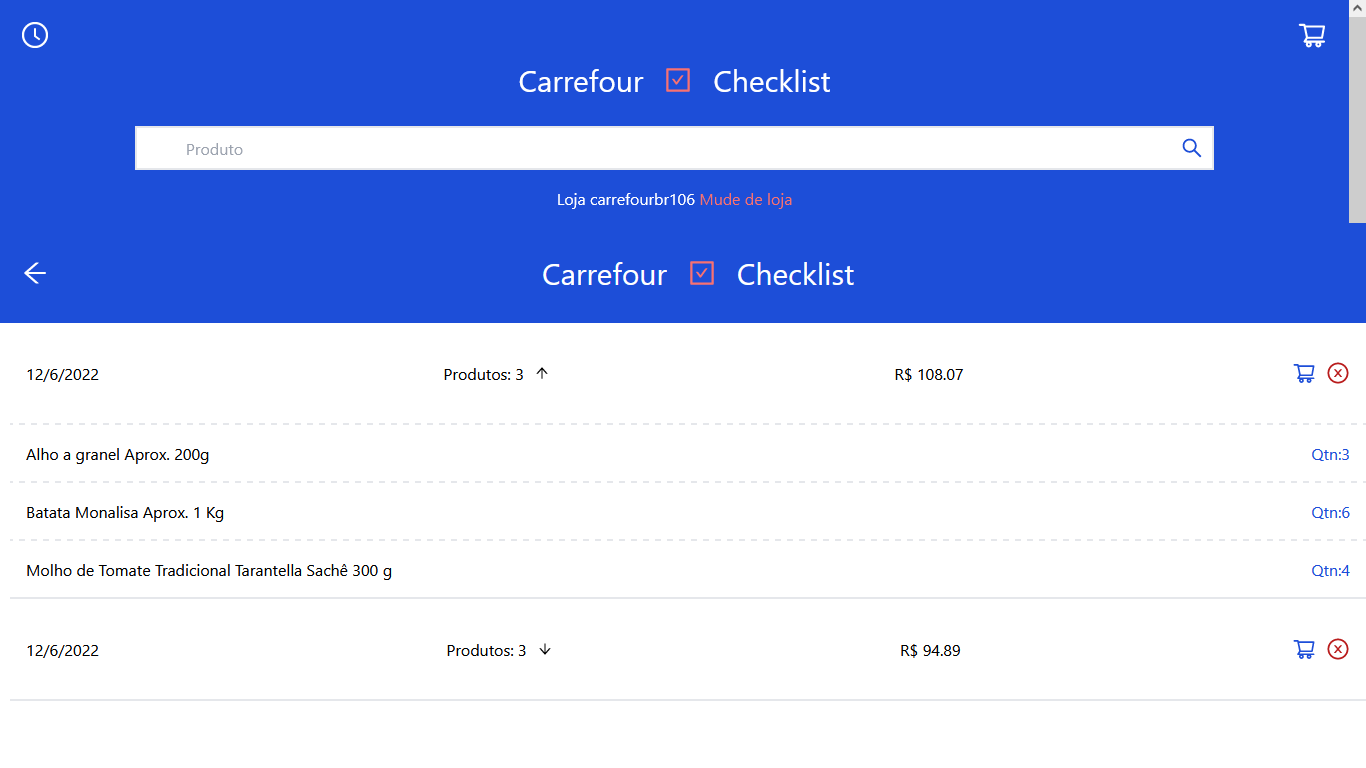 Carrefour Checklist
Produto
Loja carrefourbr106 Mude de loja
Carrefour Checklist
12/6/2022 Produtos: 3 R$ 108.07
Alho a granel Aprox. 200g Qtn:3
Batata Monalisa Aprox. 1 Kg Qtn:6
Molho de Tomate Tradicional Tarantella Sachê 300 g Qtn:4
12/6/2022 Produtos: 3 R$ 94.89